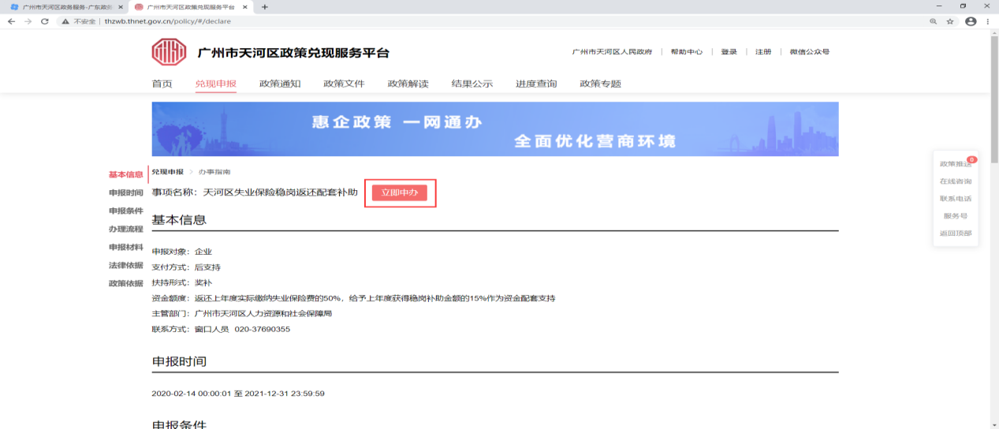 广州市天河区政务服务-广东政务
广州市天河区政策兑现服务平台
不安全 | thzwb.thnet.gov.cn/policy/#/declare
广州市天河区政策兑现服务平台
广州市天河区人民政府 | 帮助中心 | 登录 | 注册 | 微信公众号
首页 兑现申报 政策通知 政策文件 政策解读 结果公示 进度查询 政策专题
惠企政策 一网通办
全面优化营商环境
基本信息
申报时间
申报条件
办理流程
申报材料
法律依据
政策依据
兑现申报 > 办事指南
事项名称：天河区失业保险稳岗返还配套补助 立即申办
基本信息
申报对象：企业
支付方式：后支持
扶持形式：奖补
资金额度：返还上年度实际缴纳失业保险费的50%，给予上年度获得稳岗补助金额的15%作为资金配套支持
主管部门：广州市天河区人力资源和社会保障局
联系方式：窗口人员 020-37690355
申报时间
2020-02-14 00:00:01 至 2021-12-31 23:59:59
申报条件
政策推送 0
在线咨询
联系电话
服务号
返回顶部